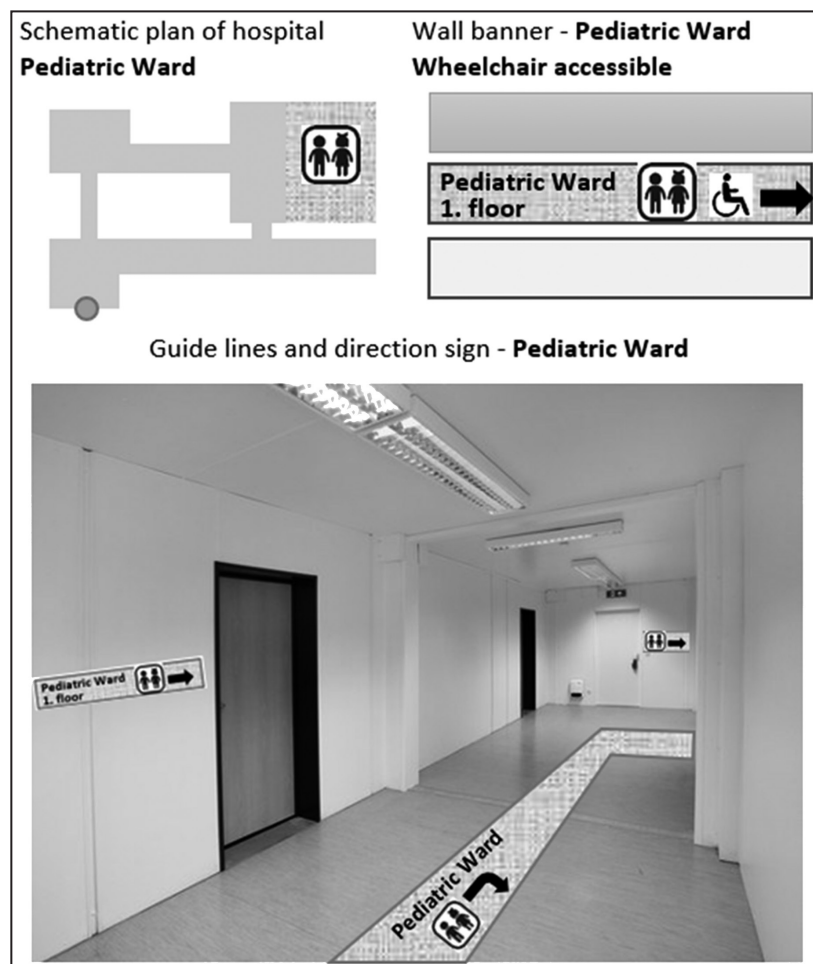 Schematic plan of hospital
Pediatric Ward
Wall banner - Pediatric Ward
Wheelchair accessible
Pediatric Ward
1. floor
Guide lines and direction sign - Pediatric Ward
Pediatric Ward
1. floor
Pediatric Ward